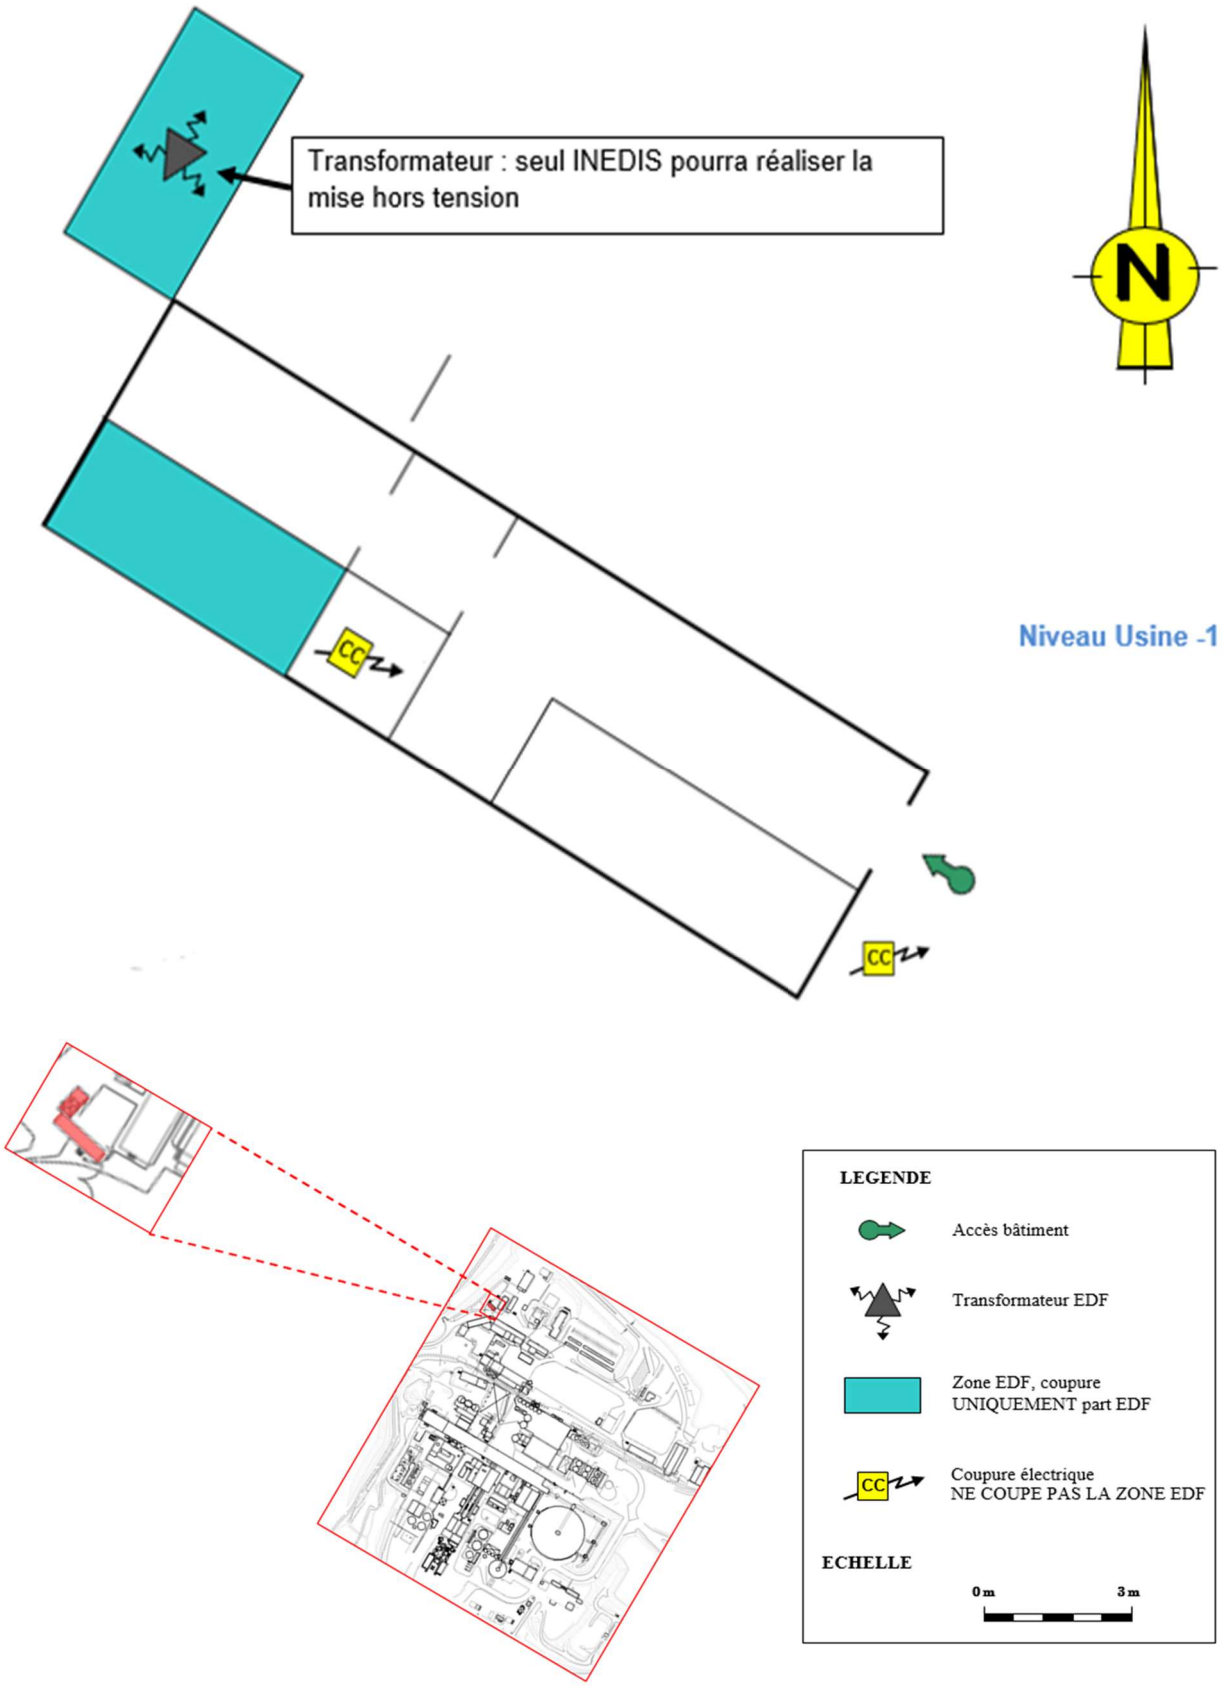 Transformateur : seul INEDIS pourra réaliser la
mise hors tension
N
Niveau Usine -1
CC
CC
LEGENDE
Accès bâtiment
Transformateur EDF
Zone EDF, coupure
UNIQUEMENT part EDF
CC
Coupure électrique
NE COUPE PAS LA ZONE EDF
ECHELLE
0 m
3 m